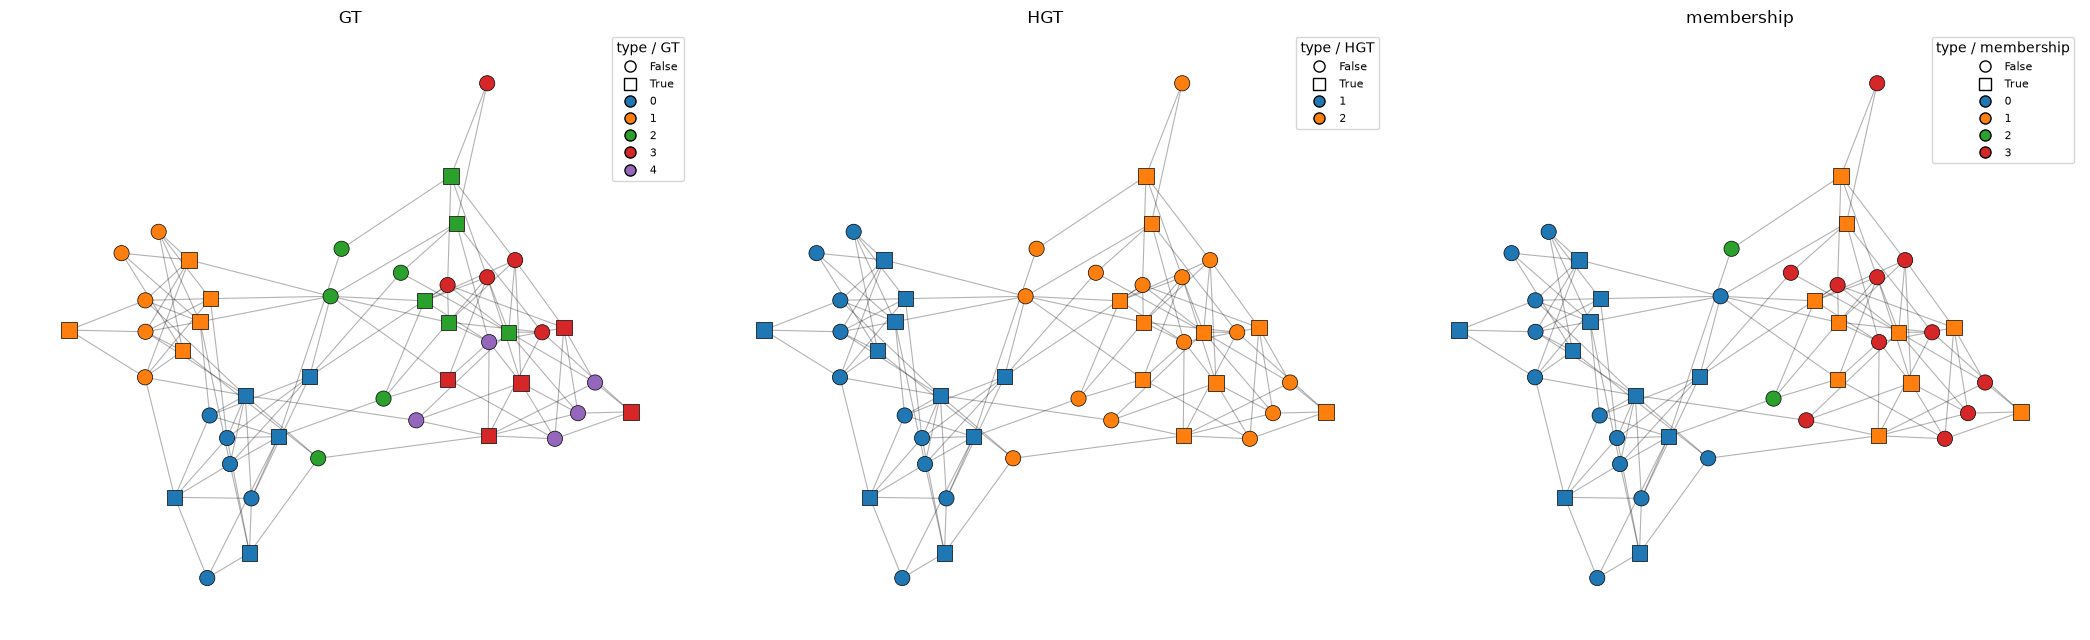 GT
type / GT
False
True
0
1
2
3
4
HGT
type / HGT
False
True
1
2
membership
type / membership
False
True
0
1
2
3